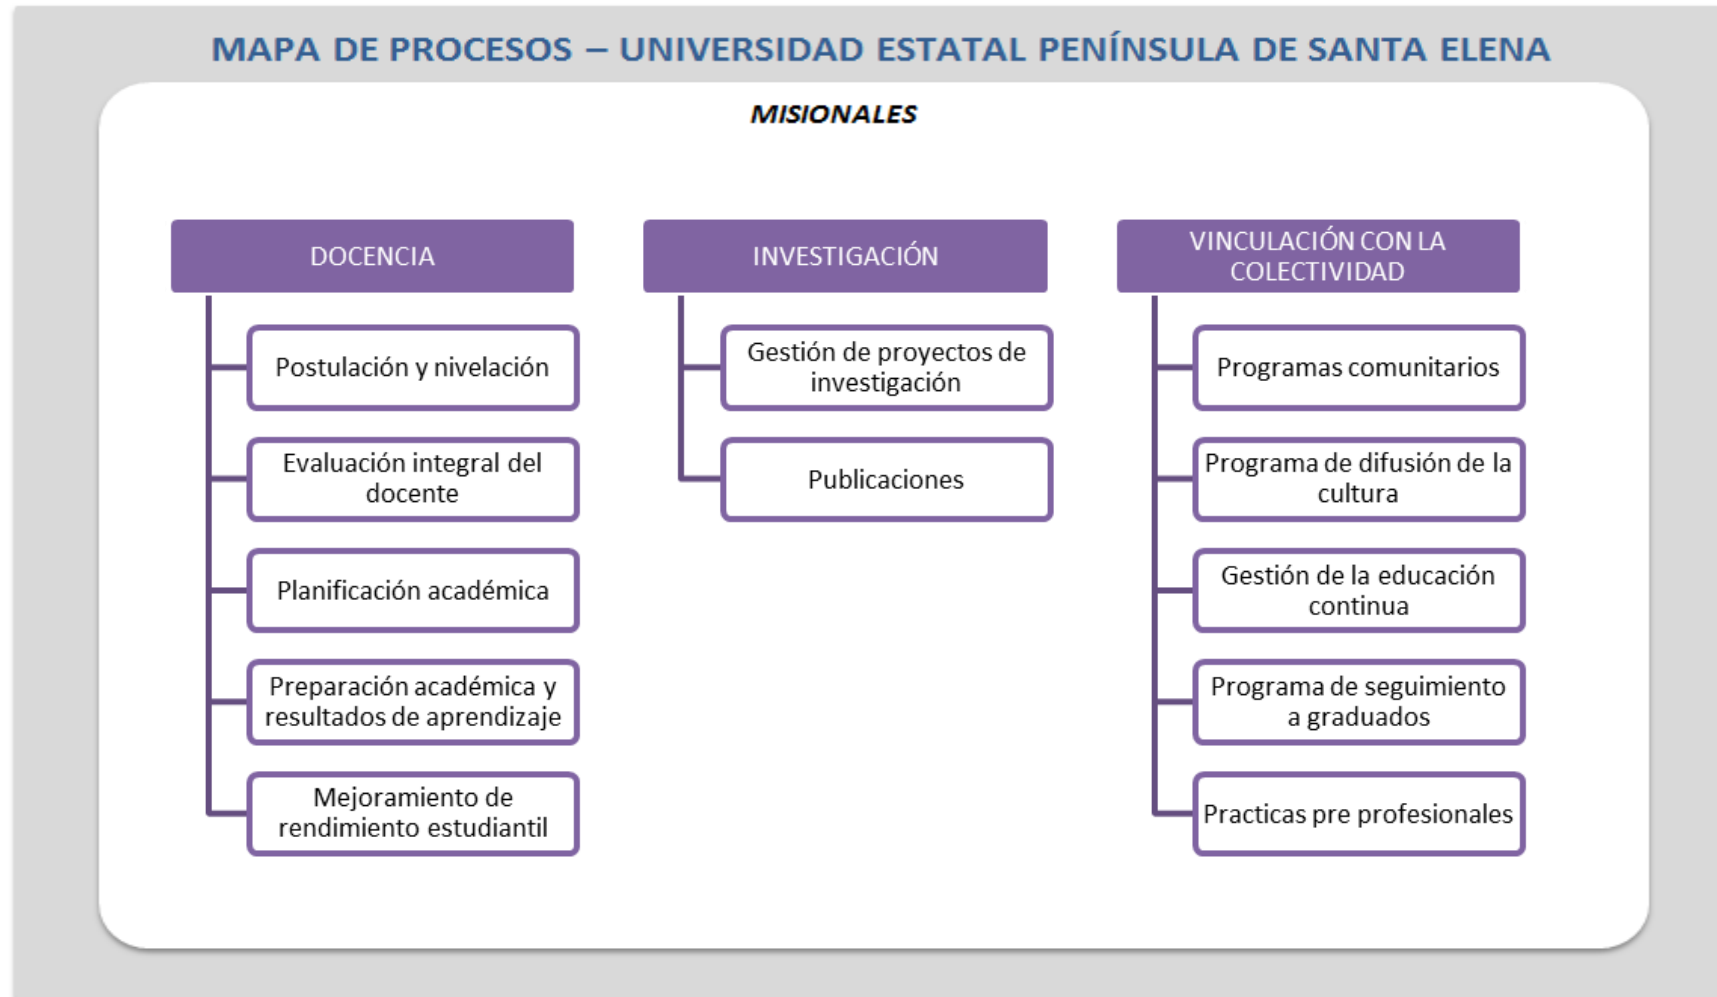 MAPA DE PROCESOS – UNIVERSIDAD ESTATAL PENÍNSULA DE SANTA ELENA
MISIONALES
DOCENCIA
Postulación y nivelación
Evaluación integral del
docente
Planificación académica
Preparación académica y
resultados de aprendizaje
Mejoramiento de
rendimiento estudiantil
INVESTIGACIÓN
Gestión de proyectos de
investigación
Publicaciones
VINCULACIÓN CON LA
COLECTIVIDAD
Programas comunitarios
Programa de difusión de la
cultura
Gestión de la educación
continua
Programa de seguimiento
a graduados
Practicas pre profesionales